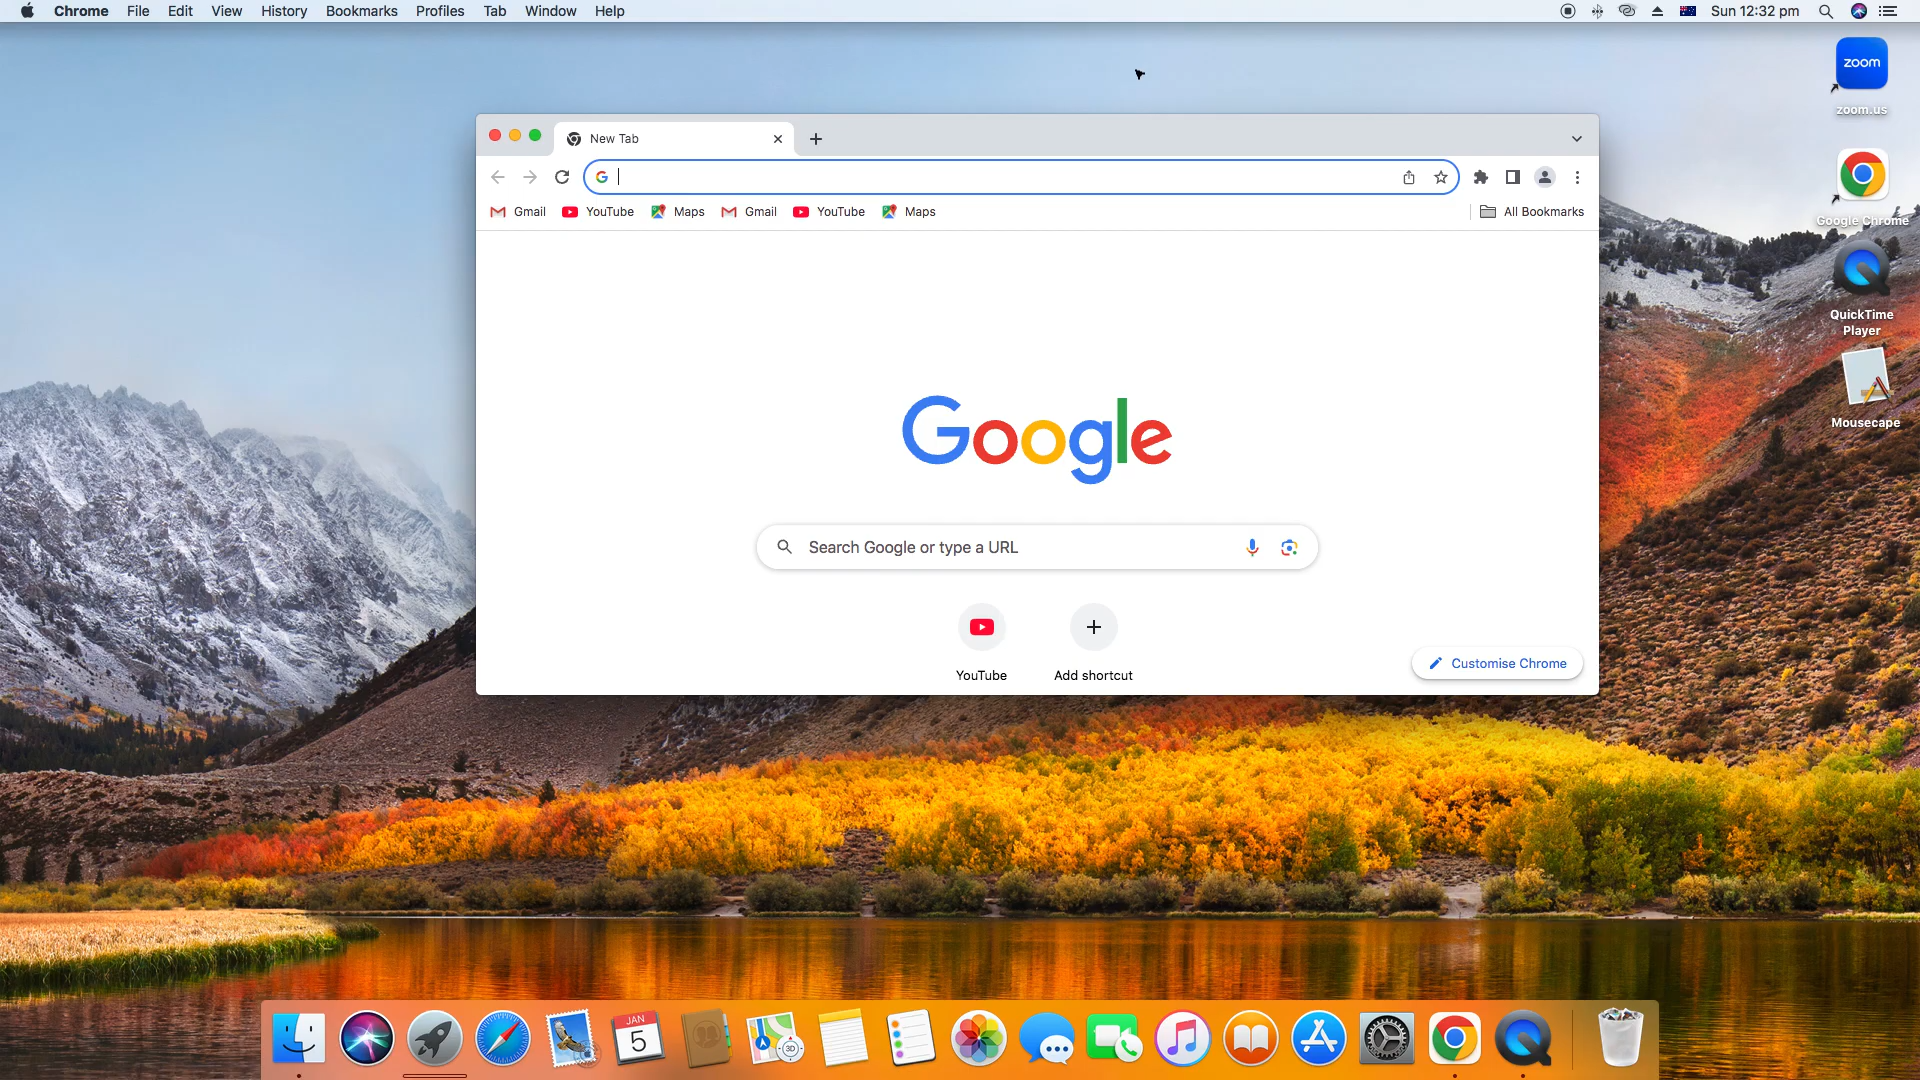 Chrome File Edit View History Bookmarks Profiles Tab Window Help Sun 12:32 pm
zoom
zoom.us
Google Chrome
QuickTime
Player
Mousecape
New Tab
Gmail YouTube Maps Gmail YouTube Maps All Bookmarks
Google
Search Google or type a URL
YouTube Add shortcut
Customise Chrome
JAN
5
3D